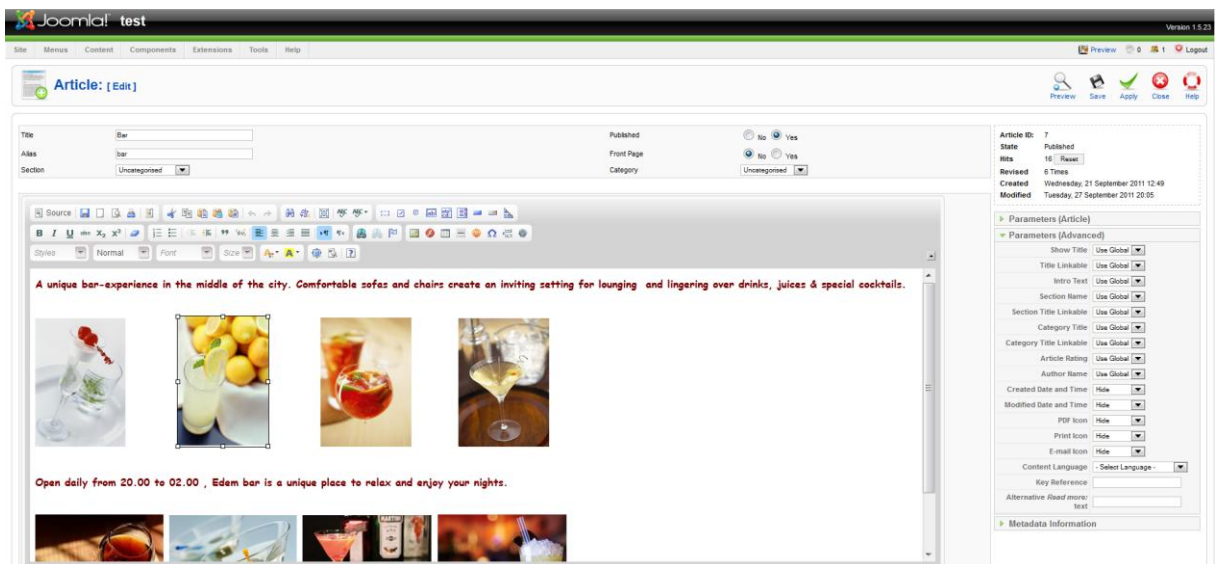 Joomla! test
Version 1.5.23
Site Menus Content Components Extensions Tools Help
Preview 0 1 Logout
Article: [ Edit ]
Preview Save Apply Close Help
Title Bar Published No Yes
Alias bar Front Page No Yes
Section Uncategorised Category Uncategorised
Article ID: 7
State Published
Hits 16 Reset
Revised 6 Times
Created Wednesday, 21 September 2011 12:49
Modified Tuesday, 27 September 2011 20:05
Source
B I U abc X₂ X²
Styles Normal Font Size
A unique bar-experience in the middle of the city. Comfortable sofas and chairs create an inviting setting for lounging and lingering over drinks, juices & special cocktails.
Open daily from 20.00 to 02.00 , Edem bar is a unique place to relax and enjoy your nights.
Parameters (Article)
Parameters (Advanced)
Show Title Use Global
Title Linkable Use Global
Intro Text Use Global
Section Name Use Global
Section Title Linkable Use Global
Category Title Use Global
Category Title Linkable Use Global
Article Rating Use Global
Author Name Use Global
Created Date and Time Hide
Modified Date and Time Hide
PDF Icon Hide
Print Icon Hide
E-mail Icon Hide
Content Language - Select Language -
Key Reference
Alternative Read more:
text
Metadata Information